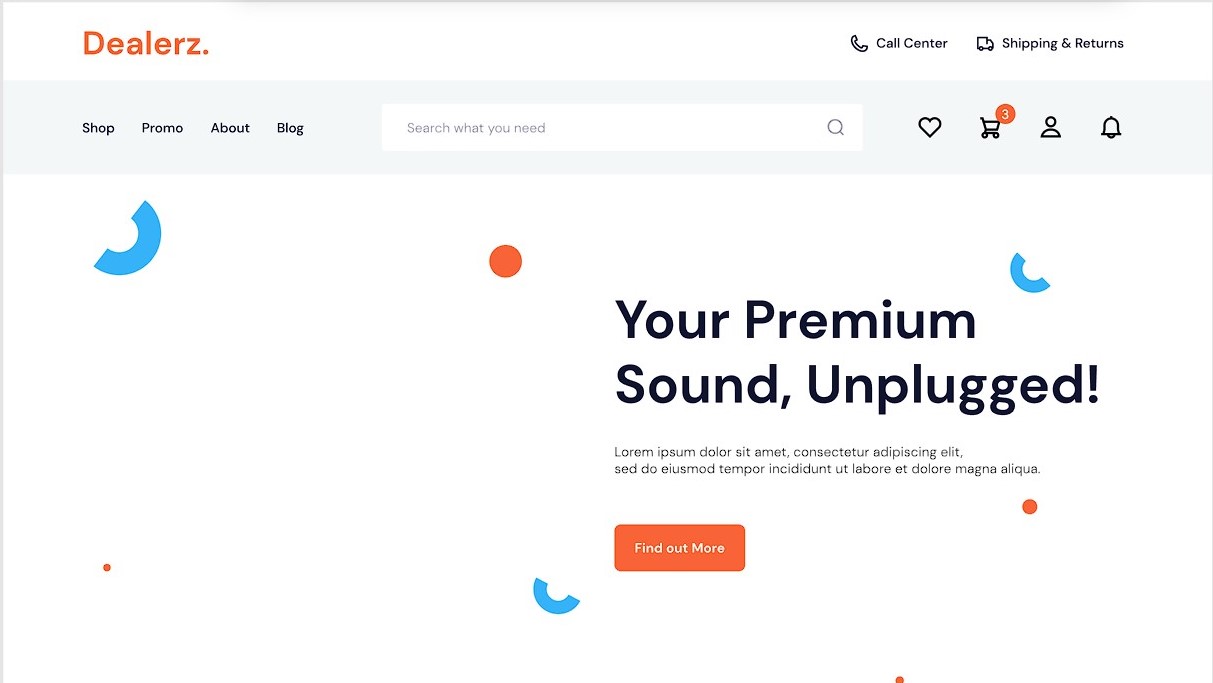 Dealerz.
Call Center
Shipping & Returns
Shop
Promo
About
Blog
Search what you need
3
Your Premium
Sound, Unplugged!
Lorem ipsum dolor sit amet, consectetur adipiscing elit,
sed do eiusmod tempor incididunt ut labore et dolore magna aliqua.
Find out More